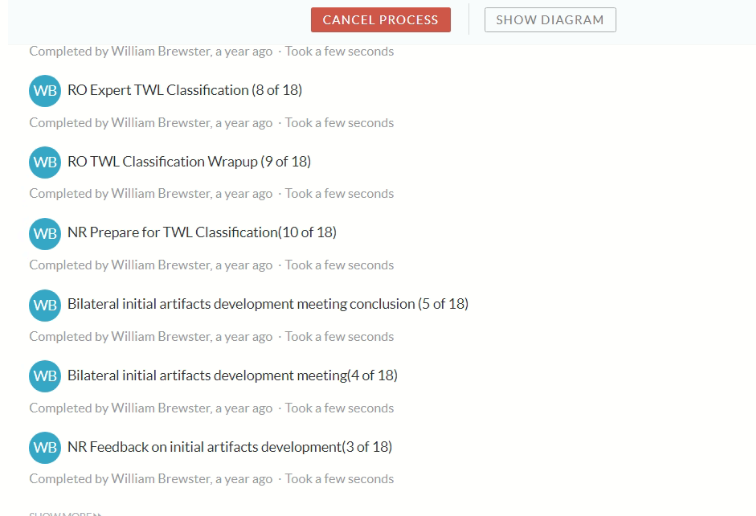 CANCEL PROCESS
SHOW DIAGRAM
Completed by William Brewster, a year ago · Took a few seconds
WB RO Expert TWL Classification (8 of 18)
Completed by William Brewster, a year ago · Took a few seconds
WB RO TWL Classification Wrapup (9 of 18)
Completed by William Brewster, a year ago · Took a few seconds
WB NR Prepare for TWL Classification(10 of 18)
Completed by William Brewster, a year ago · Took a few seconds
WB Bilateral initial artifacts development meeting conclusion (5 of 18)
Completed by William Brewster, a year ago · Took a few seconds
WB Bilateral initial artifacts development meeting(4 of 18)
Completed by William Brewster, a year ago · Took a few seconds
WB NR Feedback on initial artifacts development(3 of 18)
Completed by William Brewster, a year ago · Took a few seconds
SHOW MORE